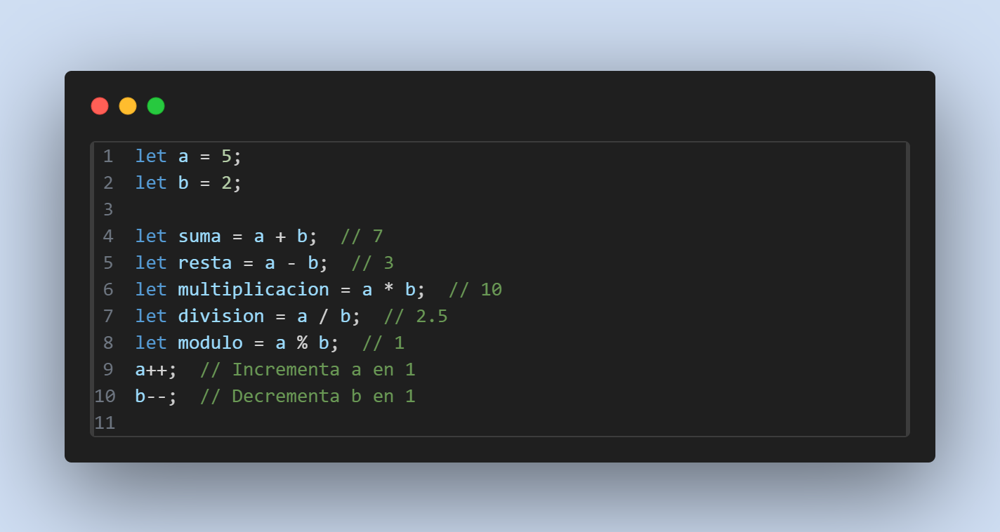 1 let a = 5;
2 let b = 2;
3
4 let suma = a + b;  // 7
5 let resta = a - b;  // 3
6 let multiplicacion = a * b;  // 10
7 let division = a / b;  // 2.5
8 let modulo = a % b;  // 1
9 a++;  // Incrementa a en 1
10 b--;  // Decrementa b en 1
11